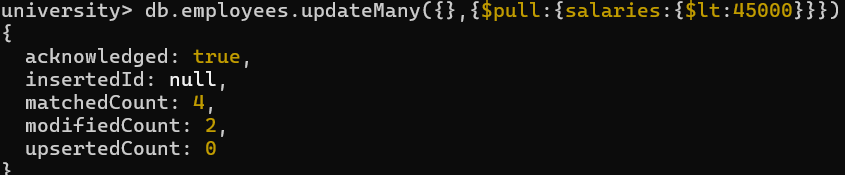 university> db.employees.updateMany({},{$pull:{salaries:{$lt:45000}}})
{
  acknowledged: true,
  insertedId: null,
  matchedCount: 4,
  modifiedCount: 2,
  upsertedCount: 0
}